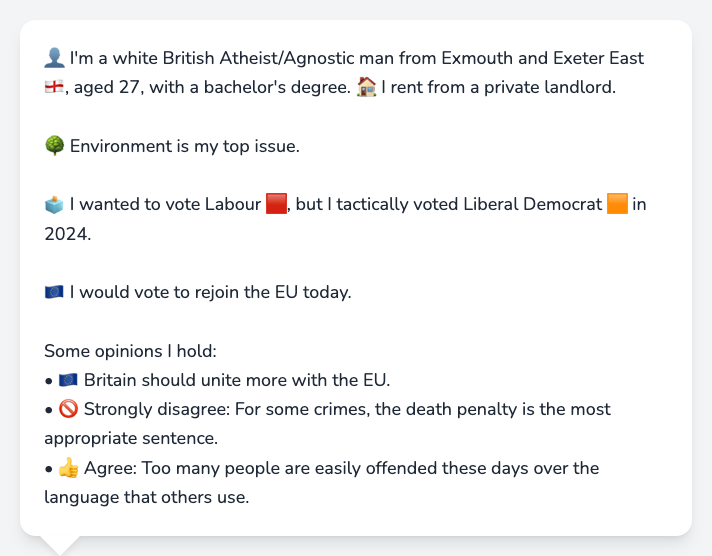 👤 I'm a white British Atheist/Agnostic man from Exmouth and Exeter East
🏴󠁧󠁢󠁥󠁮󠁧󠁿, aged 27, with a bachelor's degree. 🏠 I rent from a private landlord.
🌳 Environment is my top issue.
🗳️ I wanted to vote Labour 🟥, but I tactically voted Liberal Democrat 🟧 in
2024.
🇪🇺 I would vote to rejoin the EU today.
Some opinions I hold:
• 🇪🇺 Britain should unite more with the EU.
• 🚫 Strongly disagree: For some crimes, the death penalty is the most
appropriate sentence.
• 👍 Agree: Too many people are easily offended these days over the
language that others use.